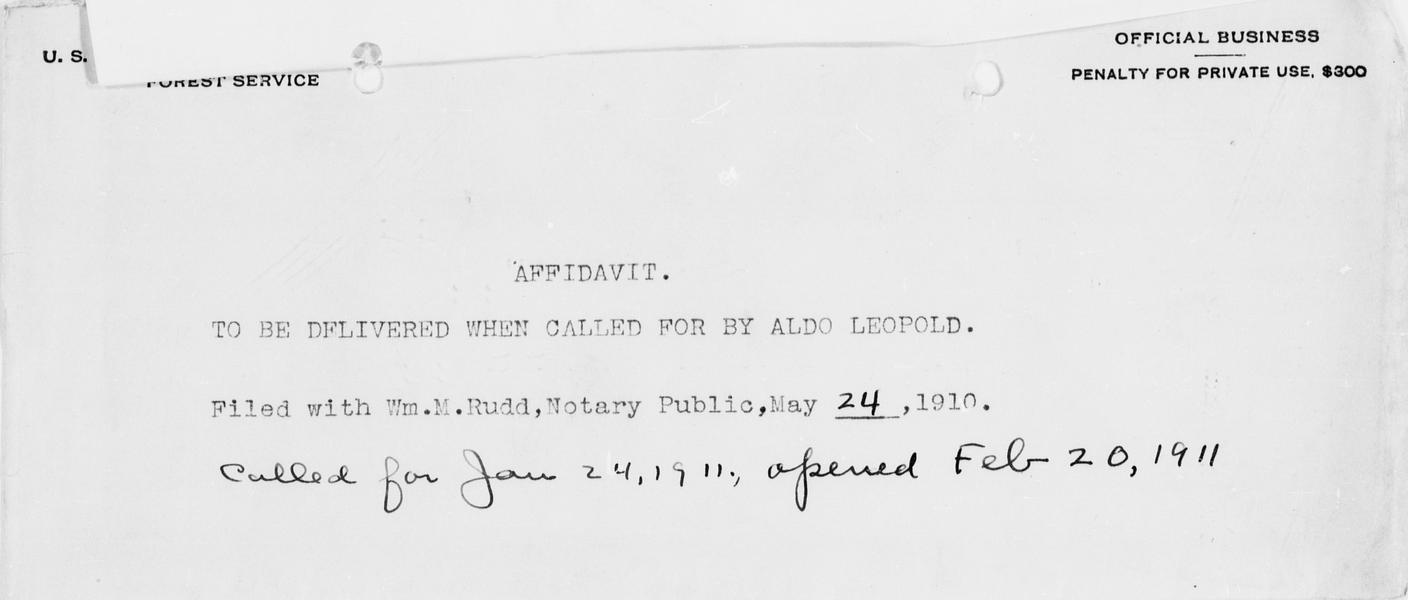 U. S.
FOREST SERVICE
OFFICIAL BUSINESS
PENALTY FOR PRIVATE USE, $300
AFFIDAVIT.
TO BE DELIVERED WHEN CALLED FOR BY ALDO LEOPOLD.
Filed with Wm.M.Rudd,Notary Public,May 24,1910.
Called for Jan 24,1911; opened Feb 20,1911